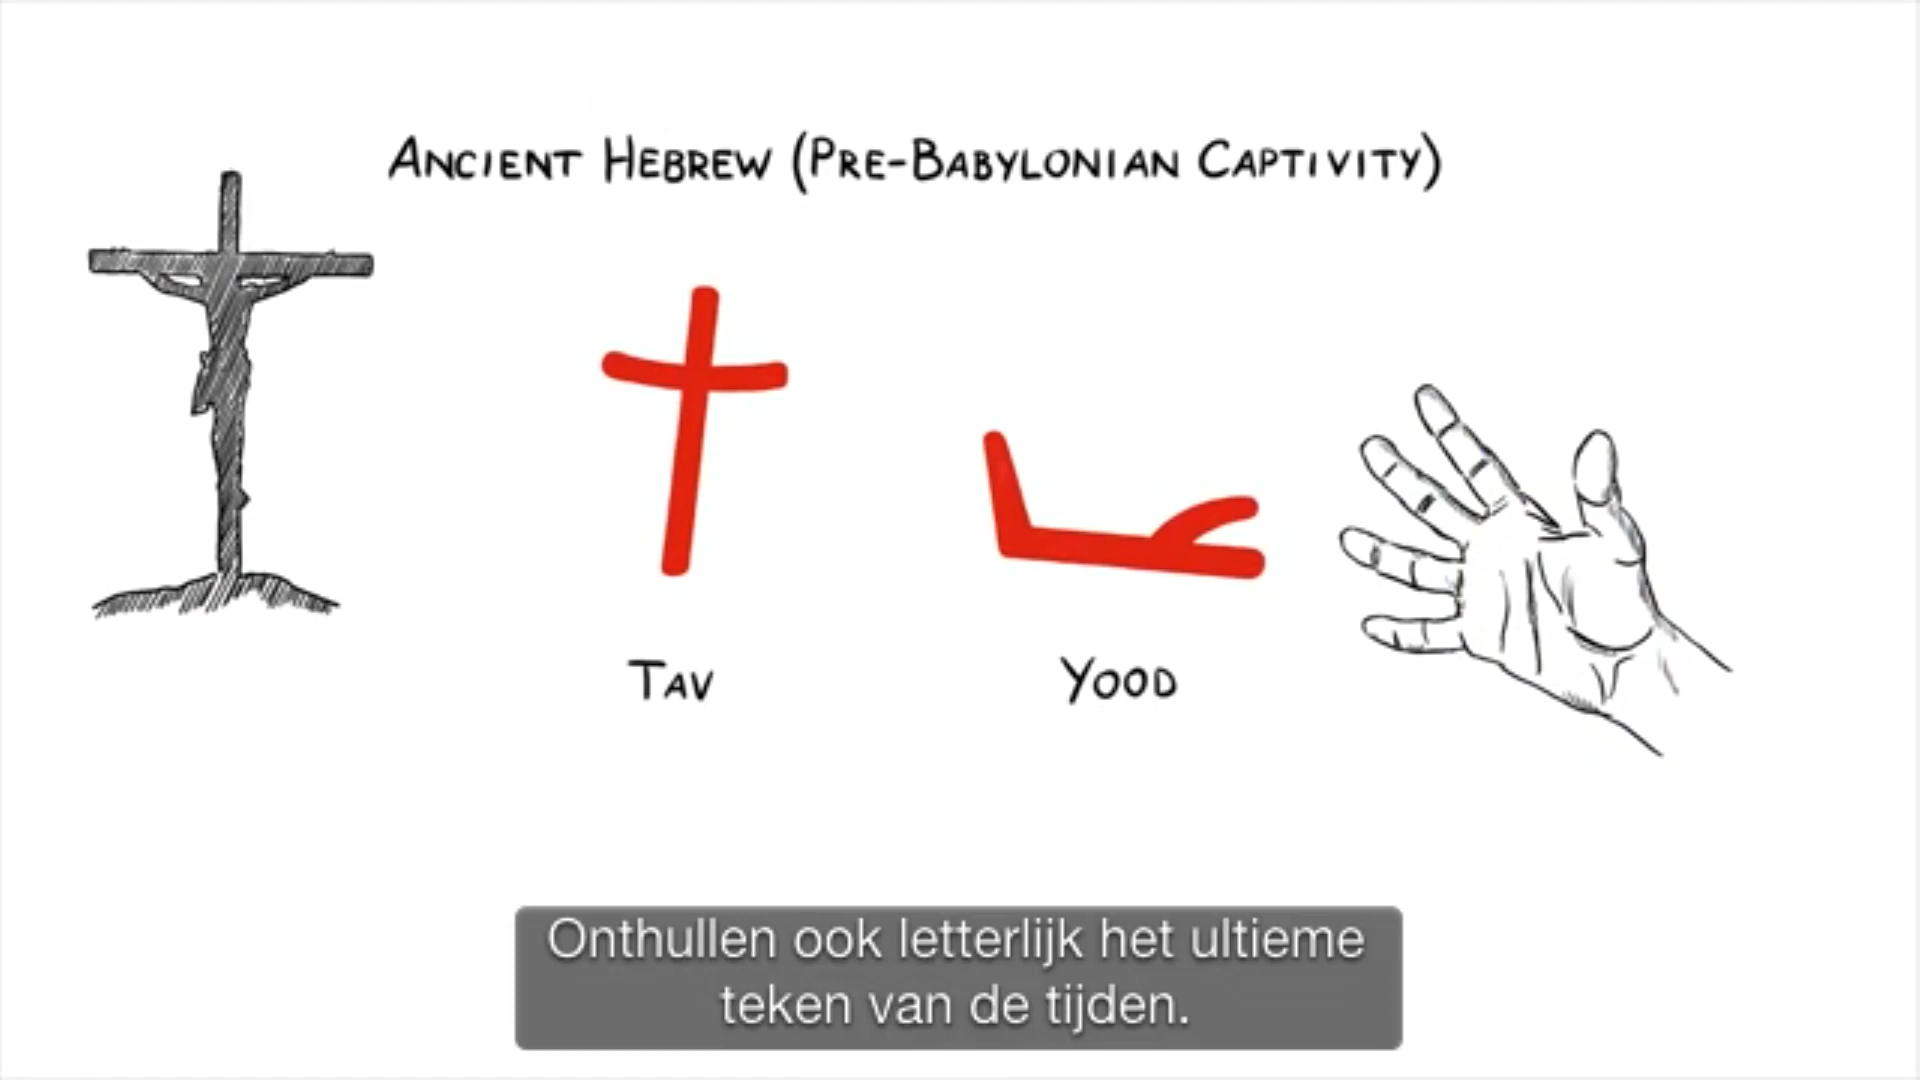 ANCIENT HEBREW (PRE-BABYLONIAN CAPTIVITY)
TAV
YOOD
Onthullen ook letterlijk het ultieme
teken van de tijden.